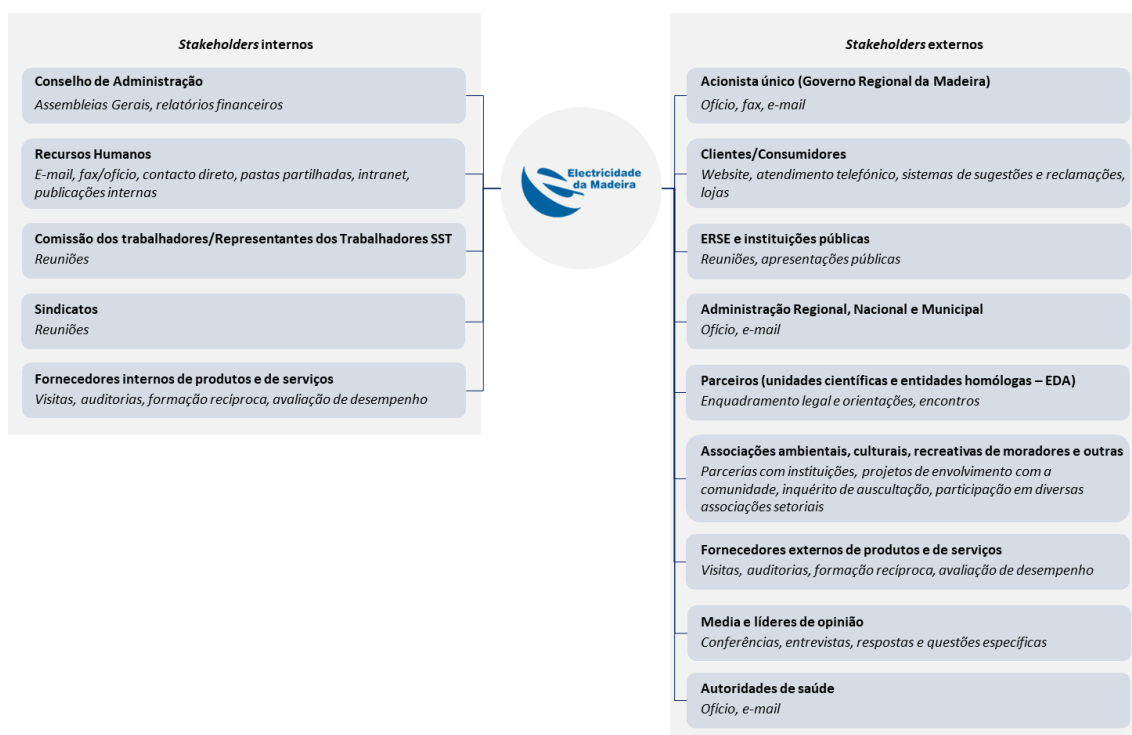 Stakeholders internos
Conselho de Administração
Assembleias Gerais, relatórios financeiros
Recursos Humanos
E-mail, fax/ofício, contacto direto, pastas partilhadas, intranet,
publicações internas
Comissão dos trabalhadores/Representantes dos Trabalhadores SST
Reuniões
Sindicatos
Reuniões
Fornecedores internos de produtos e de serviços
Visitas, auditorias, formação recíproca, avaliação de desempenho
Electricidade
da Madeira
Stakeholders externos
Acionista único (Governo Regional da Madeira)
Ofício, fax, e-mail
Clientes/Consumidores
Website, atendimento telefónico, sistemas de sugestões e reclamações,
lojas
ERSE e instituições públicas
Reuniões, apresentações públicas
Administração Regional, Nacional e Municipal
Ofício, e-mail
Parceiros (unidades científicas e entidades homólogas – EDA)
Enquadramento legal e orientações, encontros
Associações ambientais, culturais, recreativas de moradores e outras
Parcerias com instituições, projetos de envolvimento com a
comunidade, inquérito de auscultação, participação em diversas
associações setoriais
Fornecedores externos de produtos e de serviços
Visitas, auditorias, formação recíproca, avaliação de desempenho
Media e líderes de opinião
Conferências, entrevistas, respostas e questões específicas
Autoridades de saúde
Ofício, e-mail